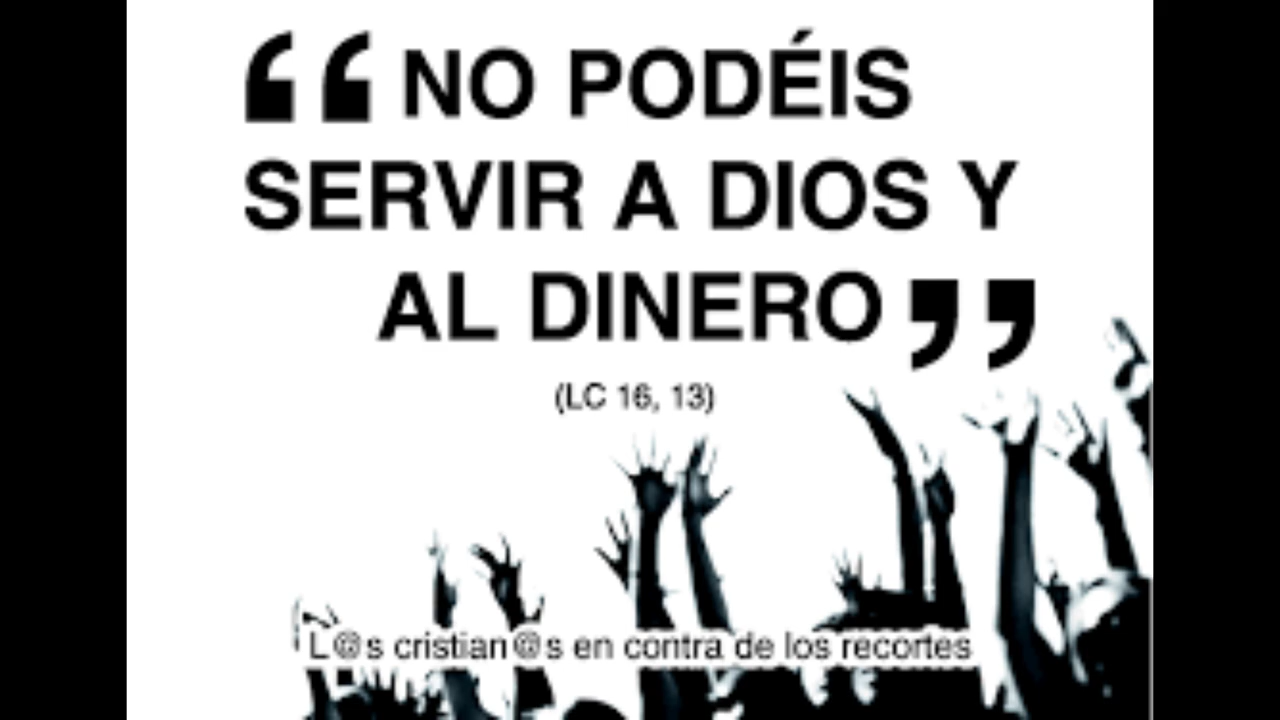 “ NO PODÉIS
SERVIR A DIOS Y
AL DINERO ”
(LC 16, 13)
L@s cristian@s en contra de los recortes